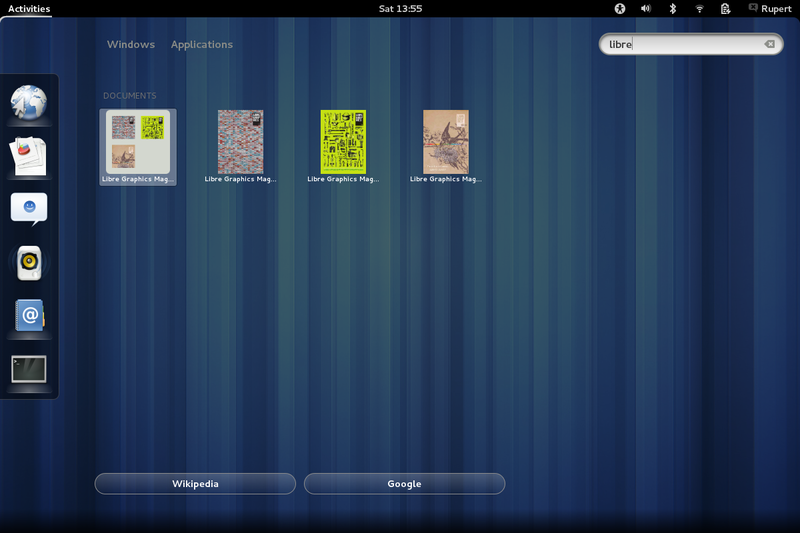 Activities
Sat 13:55
Rupert
Windows
Applications
libre
DOCUMENTS
Libre Graphics Mag...
Libre Graphics Mag...
Libre Graphics Mag...
Libre Graphics Mag...
@
Wikipedia
Google